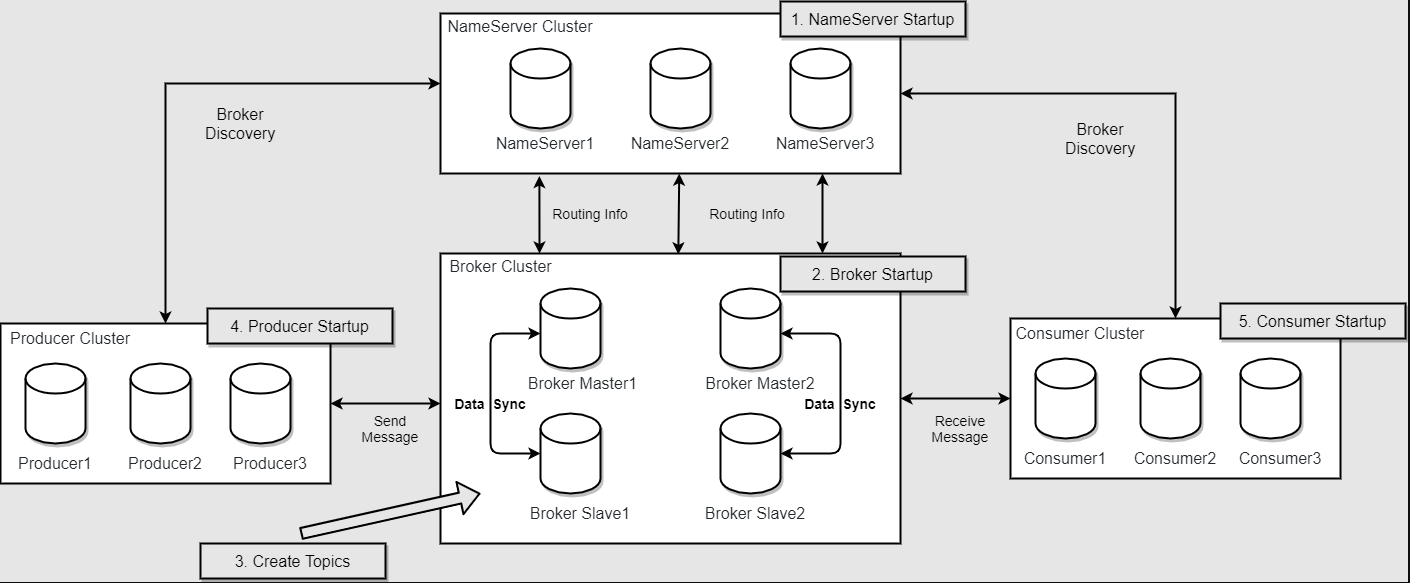 1. NameServer Startup
NameServer Cluster
NameServer1
NameServer2
NameServer3
Broker
Discovery
Broker
Discovery
Routing Info
Routing Info
2. Broker Startup
Broker Cluster
Broker Master1
Broker Master2
Data Sync
Data Sync
Broker Slave1
Broker Slave2
4. Producer Startup
Producer Cluster
Producer1
Producer2
Producer3
Send
Message
5. Consumer Startup
Consumer Cluster
Consumer1
Consumer2
Consumer3
Receive
Message
3. Create Topics